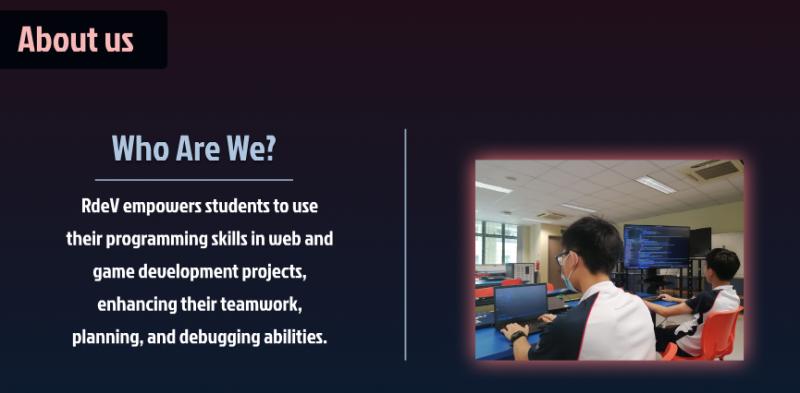 About us
Who Are We?
RdeV empowers students to use
their programming skills in web and
game development projects,
enhancing their teamwork,
planning, and debugging abilities.